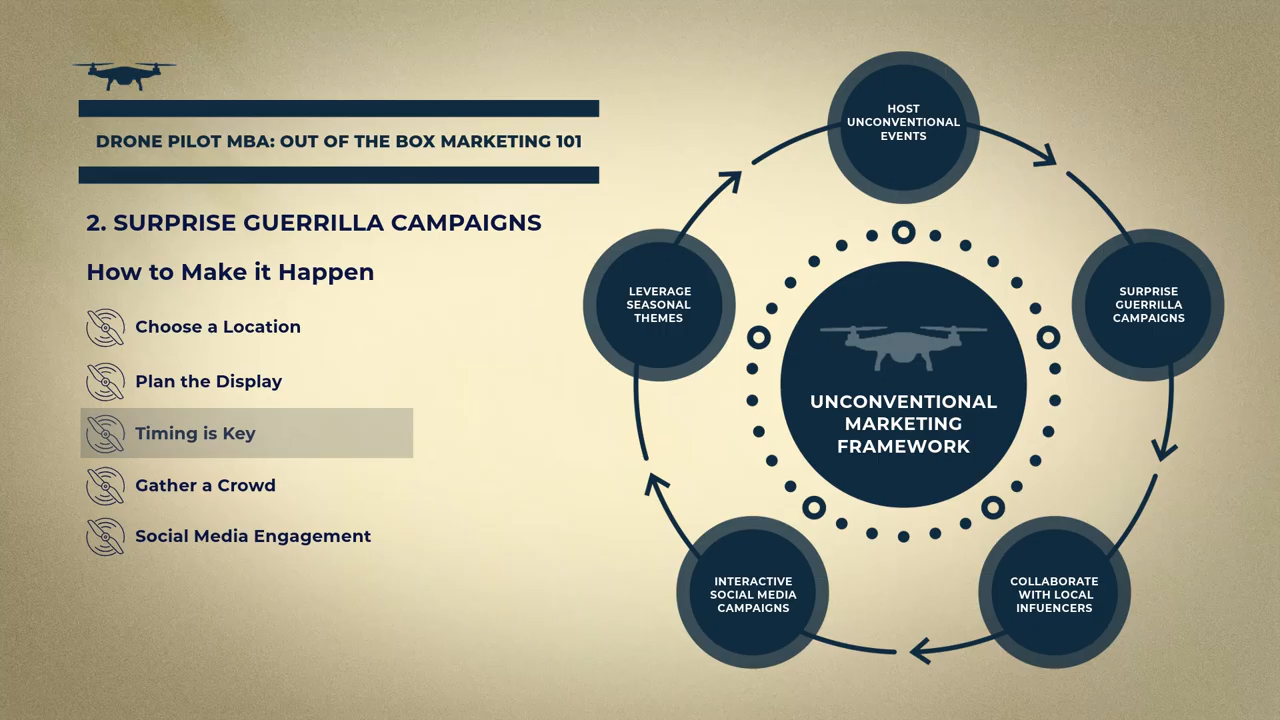 DRONE PILOT MBA: OUT OF THE BOX MARKETING 101
2. SURPRISE GUERRILLA CAMPAIGNS
How to Make it Happen
Choose a Location
Plan the Display
Timing is Key
Gather a Crowd
Social Media Engagement
HOST
UNCONVENTIONAL
EVENTS
SURPRISE
GUERRILLA
CAMPAIGNS
COLLABORATE
WITH LOCAL
INFUENCERS
INTERACTIVE
SOCIAL MEDIA
CAMPAIGNS
LEVERAGE
SEASONAL
THEMES
UNCONVENTIONAL
MARKETING
FRAMEWORK